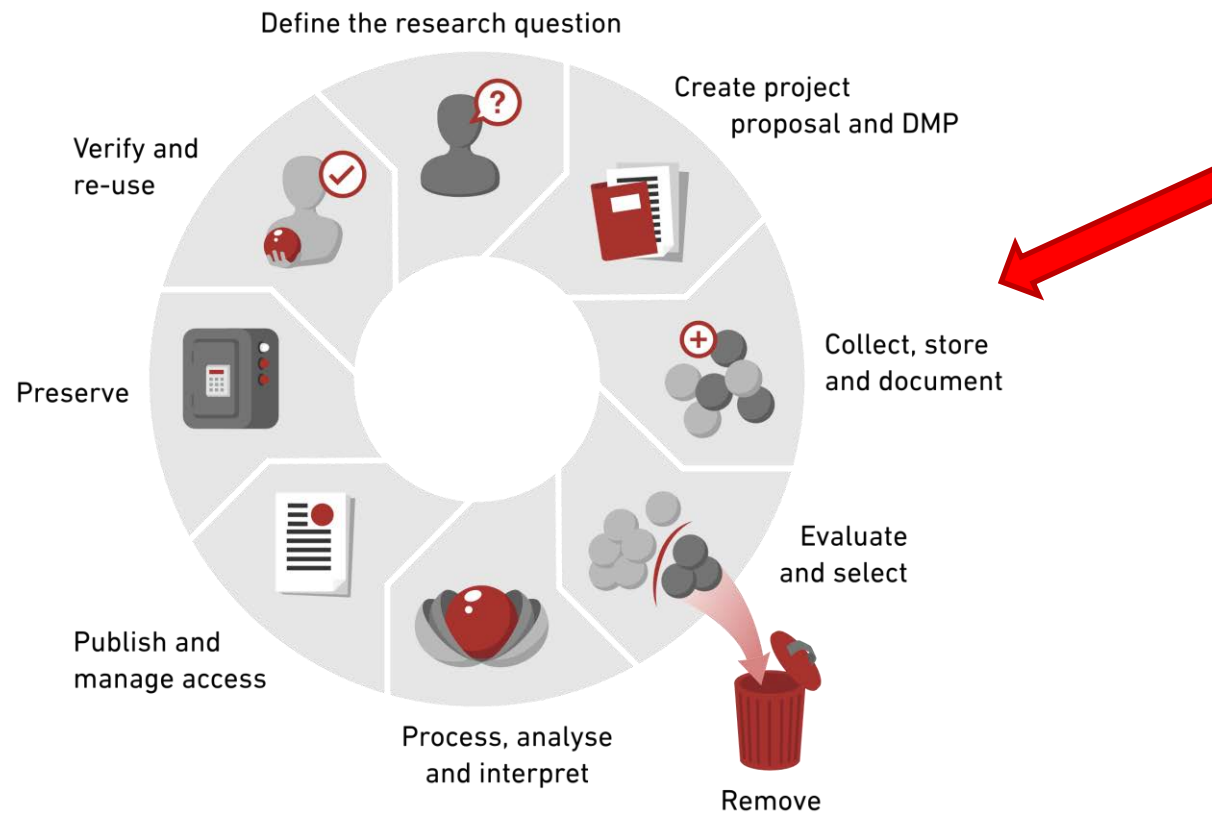 Define the research question
Create project
proposal and DMP
Verify and
re-use
?
Collect, store
and document
Preserve
Evaluate
and select
Publish and
manage access
Process, analyse
and interpret
Remove